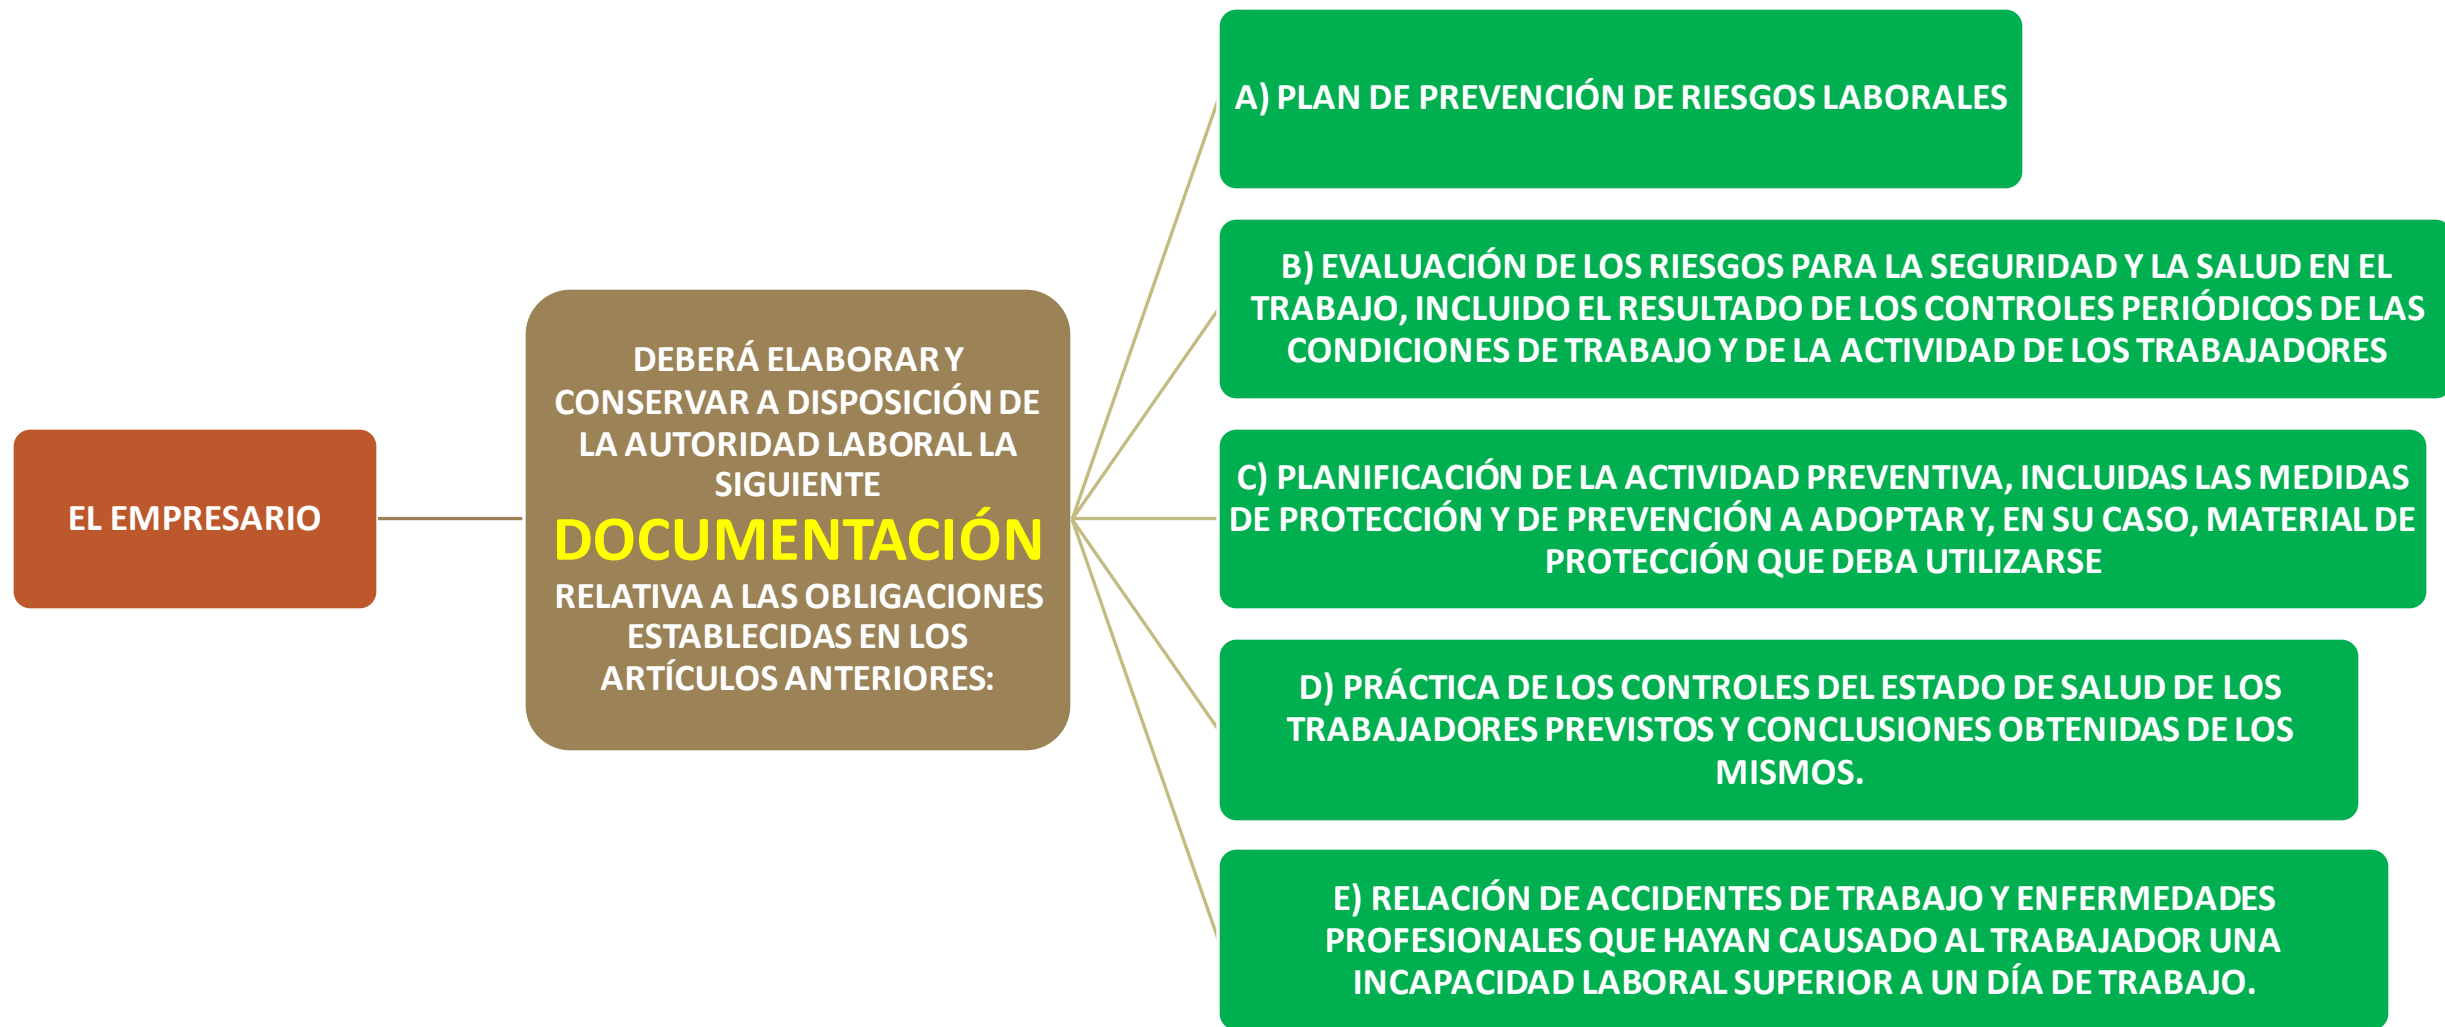 EL EMPRESARIO
DEBERÁ ELABORAR Y
CONSERVAR A DISPOSICIÓN DE
LA AUTORIDAD LABORAL LA
SIGUIENTE
DOCUMENTACIÓN
RELATIVA A LAS OBLIGACIONES
ESTABLECIDAS EN LOS
ARTÍCULOS ANTERIORES:
A) PLAN DE PREVENCIÓN DE RIESGOS LABORALES
B) EVALUACIÓN DE LOS RIESGOS PARA LA SEGURIDAD Y LA SALUD EN EL
TRABAJO, INCLUIDO EL RESULTADO DE LOS CONTROLES PERIÓDICOS DE LAS
CONDICIONES DE TRABAJO Y DE LA ACTIVIDAD DE LOS TRABAJADORES
C) PLANIFICACIÓN DE LA ACTIVIDAD PREVENTIVA, INCLUIDAS LAS MEDIDAS
DE PROTECCIÓN Y DE PREVENCIÓN A ADOPTAR Y, EN SU CASO, MATERIAL DE
PROTECCIÓN QUE DEBA UTILIZARSE
D) PRÁCTICA DE LOS CONTROLES DEL ESTADO DE SALUD DE LOS
TRABAJADORES PREVISTOS Y CONCLUSIONES OBTENIDAS DE LOS
MISMOS.
E) RELACIÓN DE ACCIDENTES DE TRABAJO Y ENFERMEDADES
PROFESIONALES QUE HAYAN CAUSADO AL TRABAJADOR UNA
INCAPACIDAD LABORAL SUPERIOR A UN DÍA DE TRABAJO.